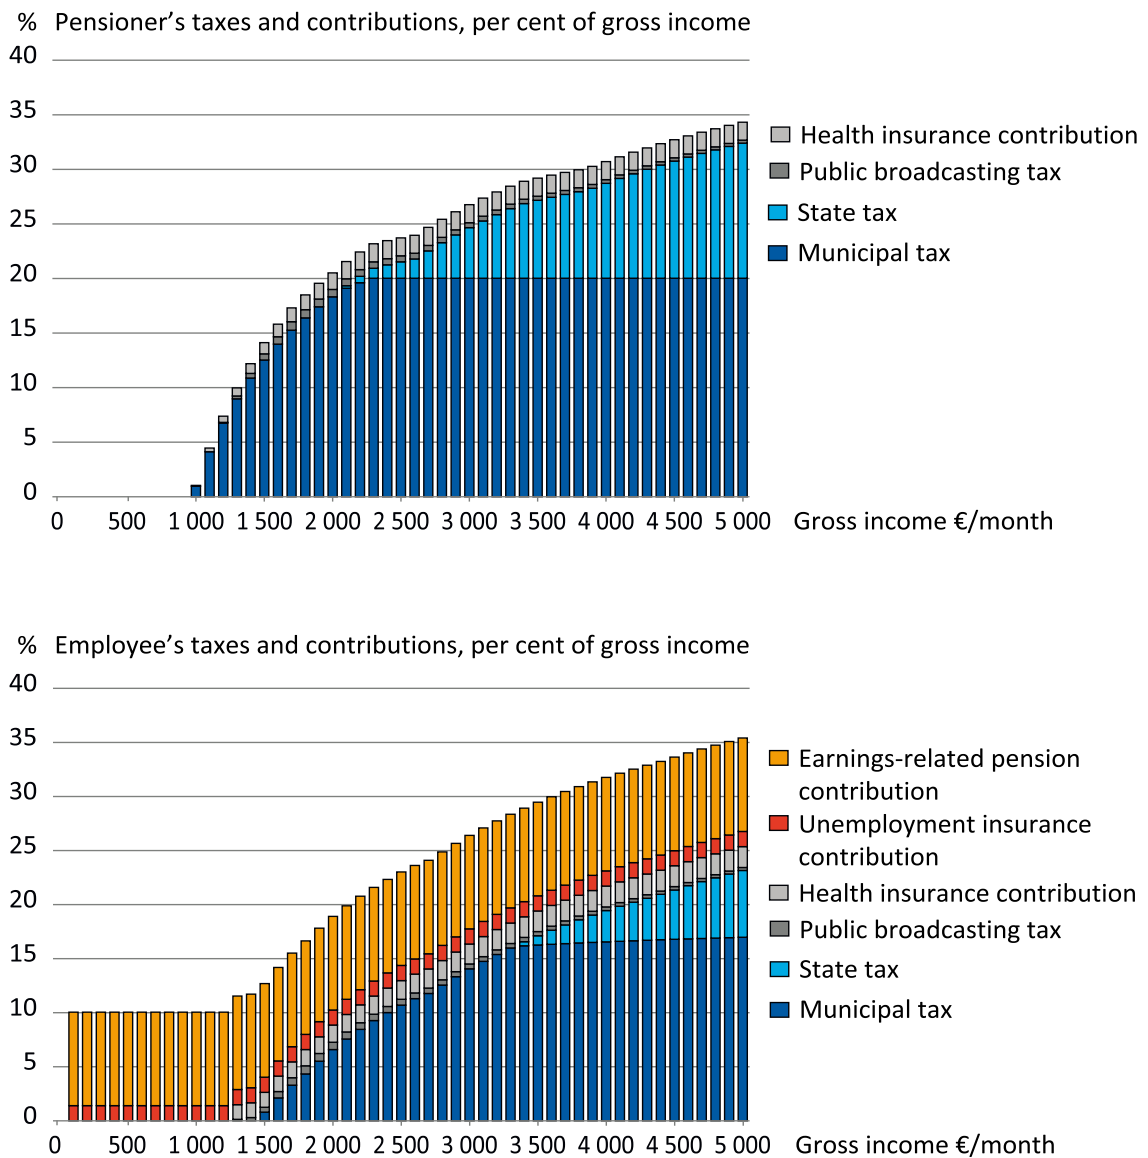 % Pensioner’s taxes and contributions, per cent of gross income
40
35
30
25
20
15
10
5
0
0 500 1 000 1 500 2 000 2 500 3 000 3 500 4 000 4 500 5 000 Gross income €/month
Health insurance contribution
Public broadcasting tax
State tax
Municipal tax
% Employee’s taxes and contributions, per cent of gross income
40
35
30
25
20
15
10
5
0
0 500 1 000 1 500 2 000 2 500 3 000 3 500 4 000 4 500 5 000 Gross income €/month
Earnings-related pension
contribution
Unemployment insurance
contribution
Health insurance contribution
Public broadcasting tax
State tax
Municipal tax